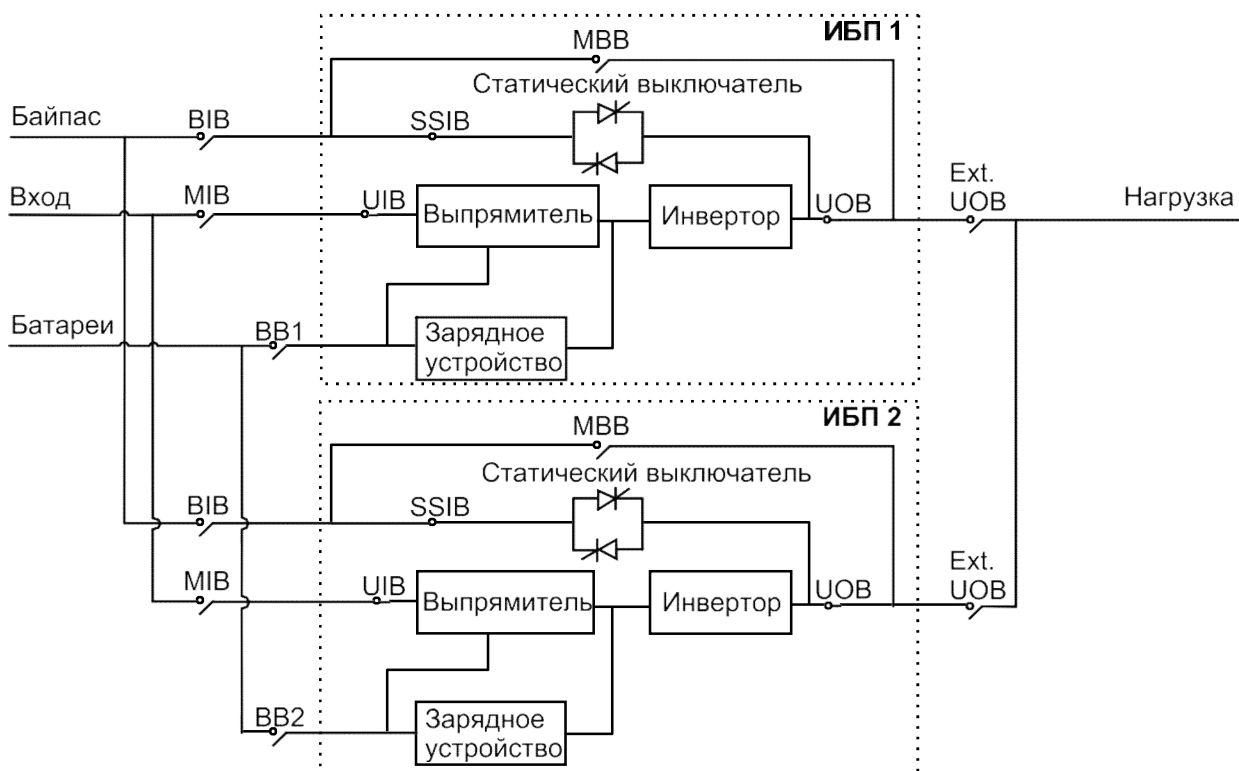 ИБП 1
MBB
Статический выключатель
Байпас
BIB
SSIB
Вход
MIB
UIB
Выпрямитель
Инвертор
UOB
Ext.
UOB
Нагрузка
Батареи
BB1
Зарядное
устройство
ИБП 2
MBB
Статический выключатель
BIB
SSIB
MIB
UIB
Выпрямитель
Инвертор
UOB
Ext.
UOB
BB2
Зарядное
устройство